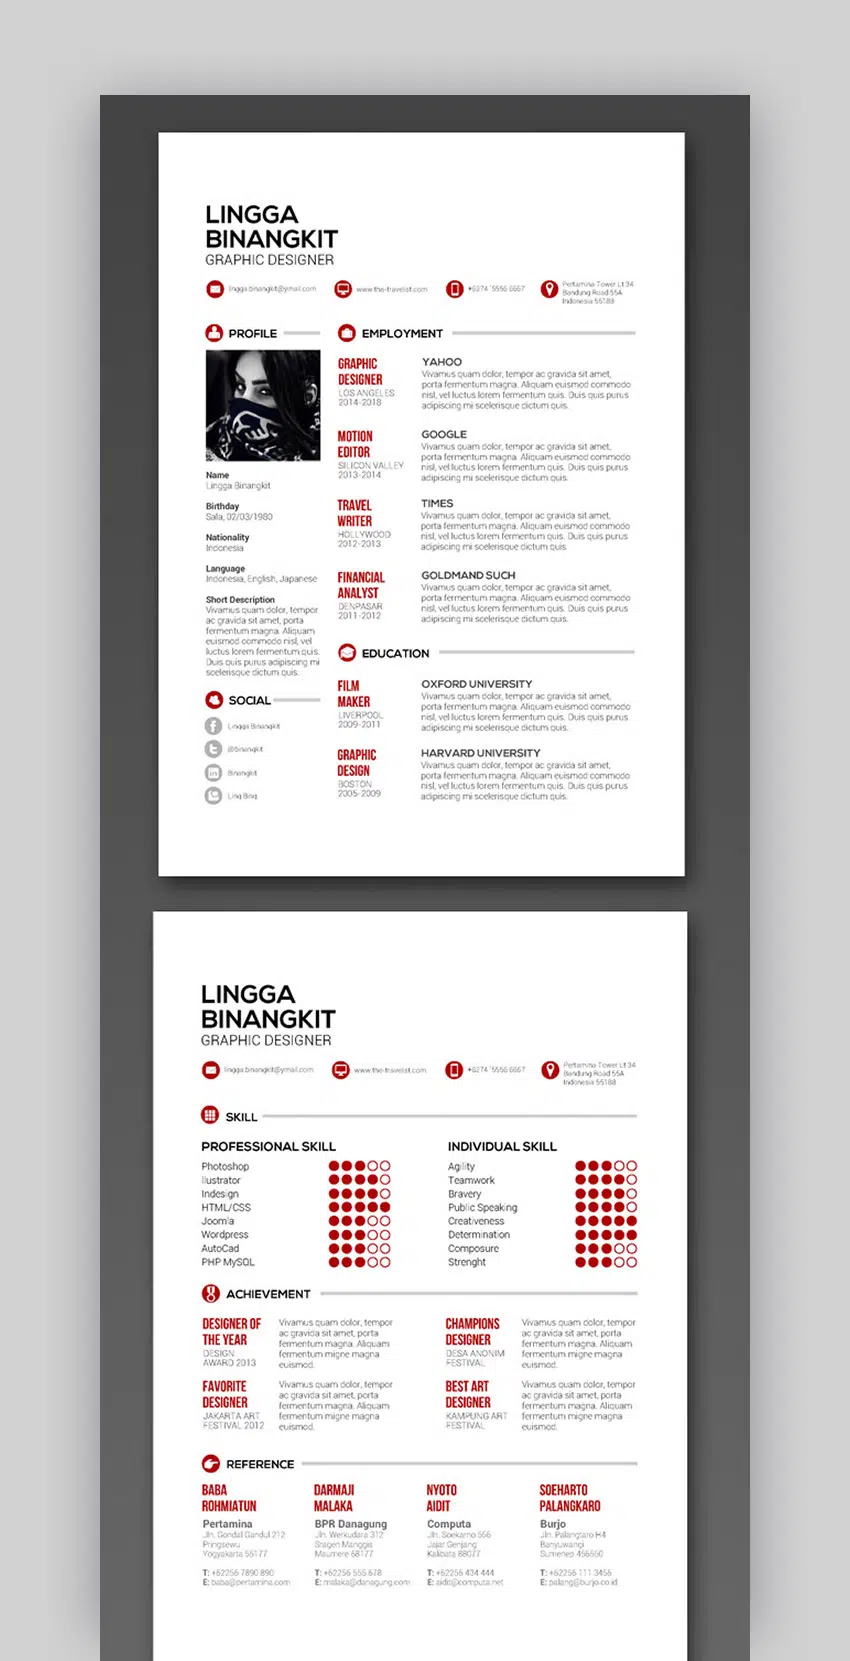 LINGGA
BINANGKIT
GRAPHIC DESIGNER
lingga.binangkit@ymail.com
www.the-travelist.com
+6274 5556 6667
Pertamina Tower Lt 34
Bandung Road 55A
Indonesia 55188
PROFILE
Name
Lingga Binangkit
Birthday
Sala, 02/03/1980
Nationality
Indonesia
Language
Indonesia, English, Japanese
Short Description
Vivamus quam dolor, tempor
ac gravida sit amet, porta
fermentum magna. Aliquam
euismod commodo nisl, vel
luctus lorem fermentum quis.
Duis quis purus adipiscing mi
scelerisque dictum quis.
SOCIAL
Lingga Binangkit
@binangkit
Binangkit
Ling Bing
EMPLOYMENT
GRAPHIC
DESIGNER
LOS ANGELES
2014-2018
YAHOO
Vivamus quam dolor, tempor ac gravida sit amet,
porta fermentum magna. Aliquam euismod commodo
nisl, vel luctus lorem fermentum quis. Duis quis purus
adipiscing mi scelerisque dictum quis.
MOTION
EDITOR
SILICON VALLEY
2013-2014
GOOGLE
Vivamus quam dolor, tempor ac gravida sit amet,
porta fermentum magna. Aliquam euismod commodo
nisl, vel luctus lorem fermentum quis. Duis quis purus
adipiscing mi scelerisque dictum quis.
TRAVEL
WRITER
HOLLYWOOD
2012-2013
TIMES
Vivamus quam dolor, tempor ac gravida sit amet,
porta fermentum magna. Aliquam euismod commodo
nisl, vel luctus lorem fermentum quis. Duis quis purus
adipiscing mi scelerisque dictum quis.
FINANCIAL
ANALYST
DENPASAR
2011-2012
GOLDMAND SUCH
Vivamus quam dolor, tempor ac gravida sit amet,
porta fermentum magna. Aliquam euismod commodo
nisl, vel luctus lorem fermentum quis. Duis quis purus
adipiscing mi scelerisque dictum quis.
EDUCATION
FILM
MAKER
LIVERPOOL
2009-2011
OXFORD UNIVERSITY
Vivamus quam dolor, tempor ac gravida sit amet,
porta fermentum magna. Aliquam euismod commodo
nisl, vel luctus lorem fermentum quis. Duis quis purus
adipiscing mi scelerisque dictum quis.
GRAPHIC
DESIGN
BOSTON
2005-2009
HARVARD UNIVERSITY
Vivamus quam dolor, tempor ac gravida sit amet,
porta fermentum magna. Aliquam euismod commodo
nisl, vel luctus lorem fermentum quis. Duis quis purus
adipiscing mi scelerisque dictum quis.
LINGGA
BINANGKIT
GRAPHIC DESIGNER
lingga.binangkit@ymail.com
www.the-travelist.com
+6274 5556 6667
Pertamina Tower Lt 34
Bandung Road 55A
Indonesia 55188
SKILL
PROFESSIONAL SKILL
Photoshop
Ilustrator
Indesign
HTML/CSS
Joomla
Wordpress
AutoCad
PHP MySQL
INDIVIDUAL SKILL
Agility
Teamwork
Bravery
Public Speaking
Creativeness
Determination
Composure
Strenght
ACHIEVEMENT
DESIGNER OF
THE YEAR
DESIGN
AWARD 2013
Vivamus quam dolor, tempor
ac gravida sit amet, porta
fermentum magna. Aliquam
fermentum migne magna
euismod.
CHAMPIONS
DESIGNER
DESA ANONIM
FESTIVAL
Vivamus quam dolor, tempor
ac gravida sit amet, porta
fermentum magna. Aliquam
fermentum migne magna
euismod.
FAVORITE
DESIGNER
JAKARTA ART
FESTIVAL 2012
Vivamus quam dolor, tempor
ac gravida sit amet, porta
fermentum magna. Aliquam
fermentum migne magna
euismod.
BEST ART
DESIGNER
KAMPUNG ART
FESTIVAL
Vivamus quam dolor, tempor
ac gravida sit amet, porta
fermentum magna. Aliquam
fermentum migne magna
euismod.
REFERENCE
BABA
ROHMIATUN
Pertamina
Jln. Gondal Gandul 212
Pringsewu
Yogyakarta 55177
T: +62256 7890 890
E: baba@pertamina.com
DARMAJI
MALAKA
BPR Danagung
Jln. Werkudara 312
Sragen Manggis
Maumere 68177
T: +62256 555 678
E: malaka@danagung.com
NYOTO
AIDIT
Computa
Jln. Soekarno 556
Jajar Genjang
Kalibata 88077
T: +62256 434 444
E: aidit@computa.net
SOEHARTO
PALANGKARO
Burjo
Jln. Palangtaro H4
Banyuwangi
Sumenep 456550
T: +62256 111 3456
E: palang@burjo.co.id